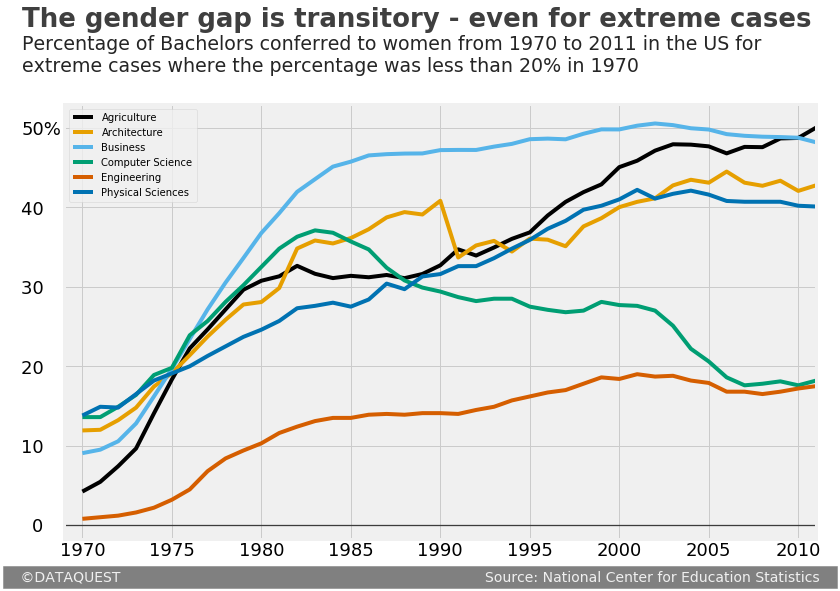 The gender gap is transitory - even for extreme cases
Percentage of Bachelors conferred to women from 1970 to 2011 in the US for
extreme cases where the percentage was less than 20% in 1970
Agriculture
Architecture
Business
Computer Science
Engineering
Physical Sciences
50%
40
30
20
10
0
1970 1975 1980 1985 1990 1995 2000 2005 2010
©DATAQUEST Source: National Center for Education Statistics